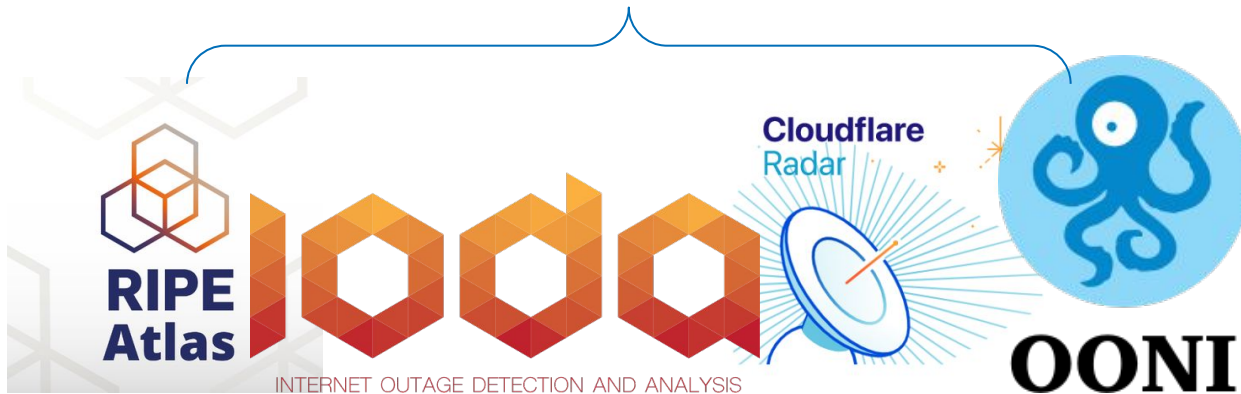 RIPE
Atlas
ioda
INTERNET OUTAGE DETECTION AND ANALYSIS
Cloudflare
Radar
OONI